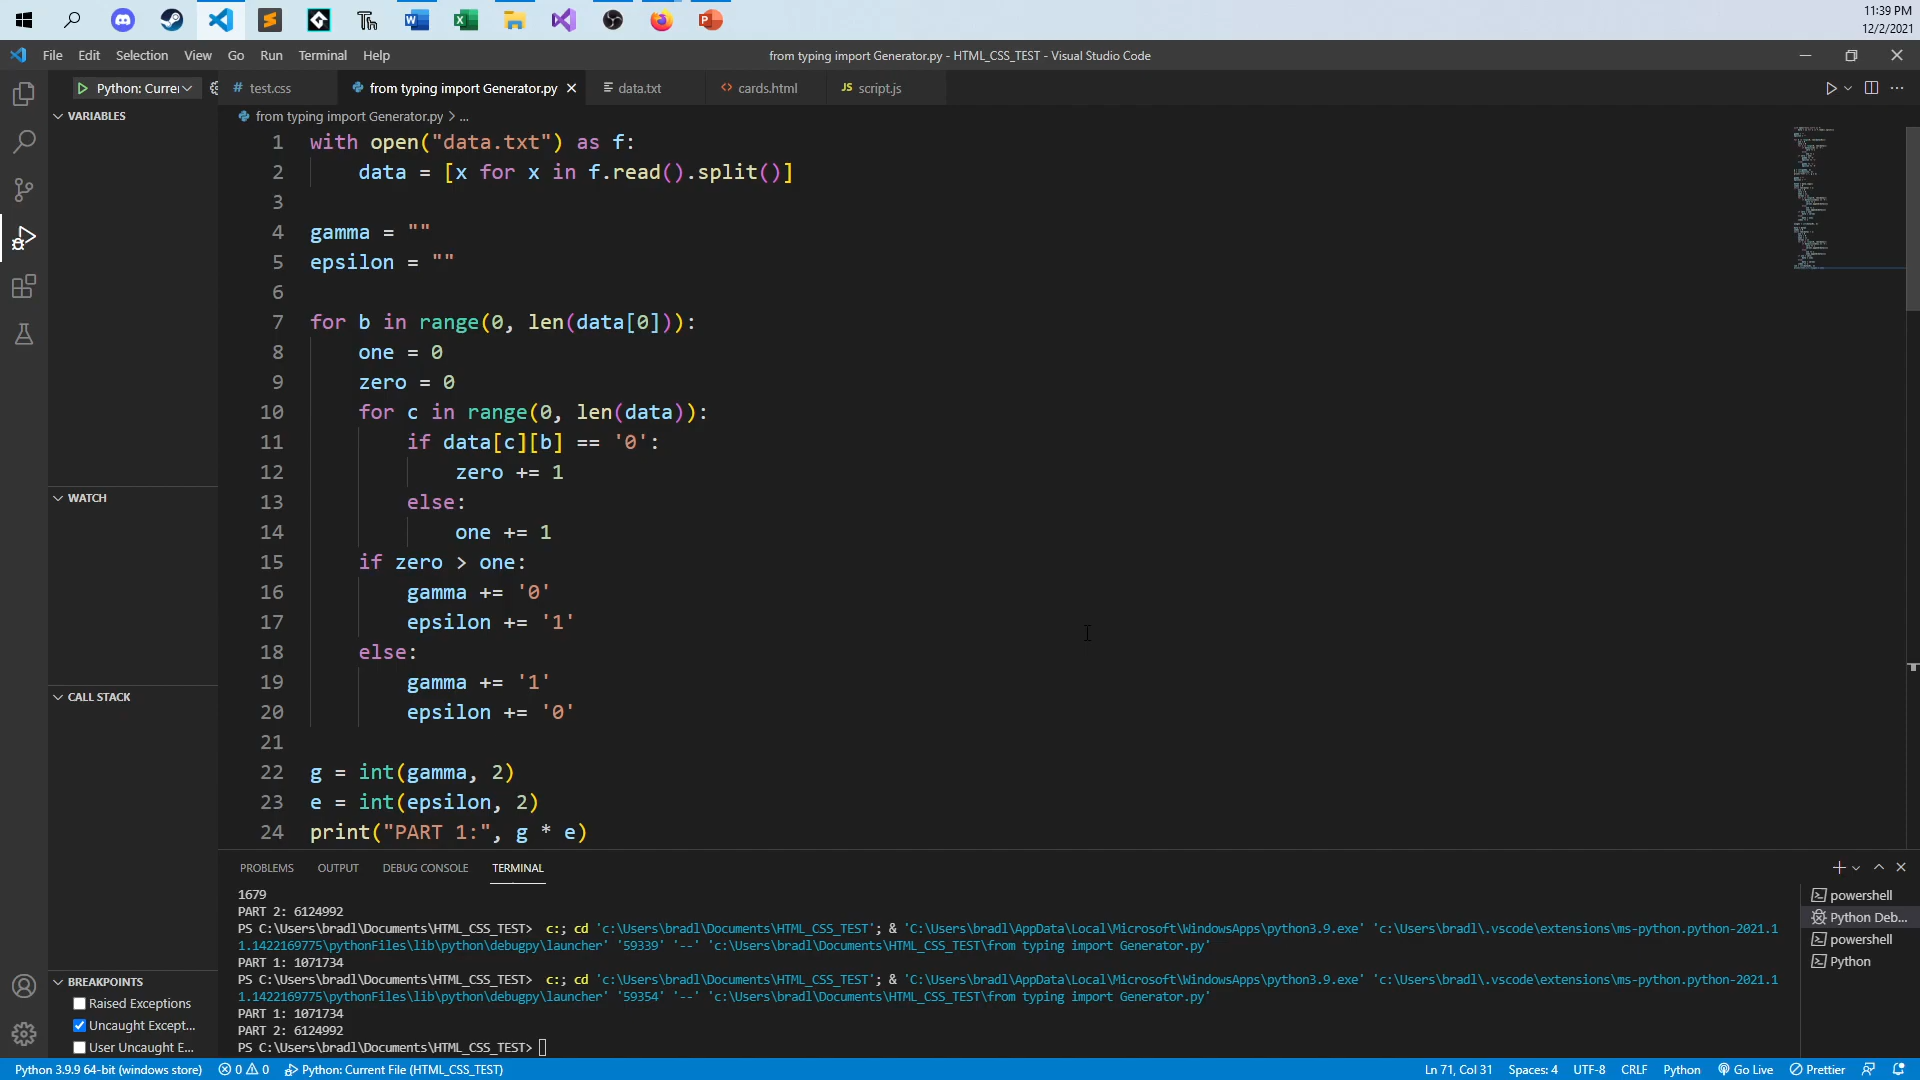 11:39 PM
12/2/2021
File Edit Selection View Go Run Terminal Help
from typing import Generator.py - HTML_CSS_TEST - Visual Studio Code
Python: Currer
# test.css
from typing import Generator.py
data.txt
<> cards.html
JS script.js
VARIABLES
from typing import Generator.py > ...
1 with open("data.txt") as f:
2 data = [x for x in f.read().split()]
3
4 gamma = ""
5 epsilon = ""
6
7 for b in range(0, len(data[0])):
8 one = 0
9 zero = 0
10 for c in range(0, len(data)):
11 if data[c][b] == '0':
12 zero += 1
13 else:
14 one += 1
15 if zero > one:
16 gamma += '0'
17 epsilon += '1'
18 else:
19 gamma += '1'
20 epsilon += '0'
21
22 g = int(gamma, 2)
23 e = int(epsilon, 2)
24 print("PART 1:", g * e)
WATCH
CALL STACK
BREAKPOINTS
Raised Exceptions
Uncaught Except...
User Uncaught E...
PROBLEMS OUTPUT DEBUG CONSOLE TERMINAL
1679
PART 2: 6124992
PS C:\Users\bradl\Documents\HTML_CSS_TEST> c:; cd 'c:\Users\bradl\Documents\HTML_CSS_TEST'; & 'C:\Users\bradl\AppData\Local\Microsoft\WindowsApps\python3.9.exe' 'c:\Users\bradl\.vscode\extensions\ms-python.python-2021.1
1.1422169775\pythonFiles\lib\python\debugpy\launcher' '59339' '--' 'c:\Users\bradl\Documents\HTML_CSS_TEST\from typing import Generator.py'
PART 1: 1071734
PS C:\Users\bradl\Documents\HTML_CSS_TEST> c:; cd 'c:\Users\bradl\Documents\HTML_CSS_TEST'; & 'C:\Users\bradl\AppData\Local\Microsoft\WindowsApps\python3.9.exe' 'c:\Users\bradl\.vscode\extensions\ms-python.python-2021.1
1.1422169775\pythonFiles\lib\python\debugpy\launcher' '59354' '--' 'c:\Users\bradl\Documents\HTML_CSS_TEST\from typing import Generator.py'
PART 1: 1071734
PART 2: 6124992
PS C:\Users\bradl\Documents\HTML_CSS_TEST>
powershell
Python Deb...
powershell
Python
Python 3.9.9 64-bit (windows store) 0 0 Python: Current File (HTML_CSS_TEST)
Ln 71, Col 31 Spaces: 4 UTF-8 CRLF Python Go Live Prettier